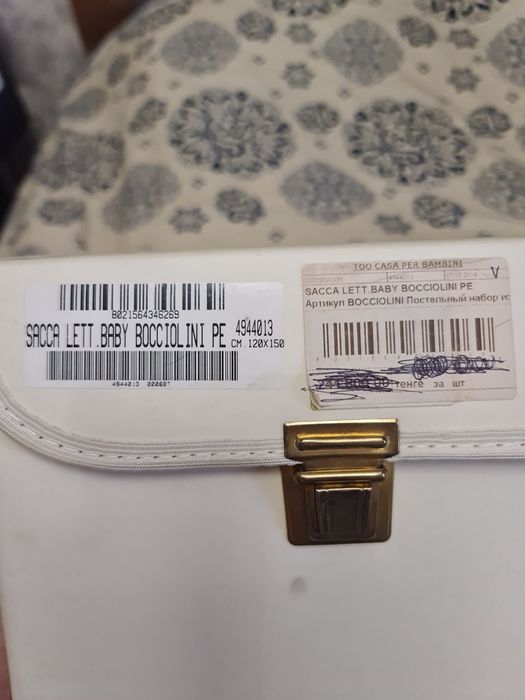 8021564346269
SACCA LETT.BABY BOCCIOLINI PE 4944013
CM.120X150
4944013 000687
ТОО CASA PER BAMBINI
4944013
V
SACCA LETT.BABY BOCCIOLINI PE
Артикул BOCCIOLINI Постельный набор и:
тенге за шт